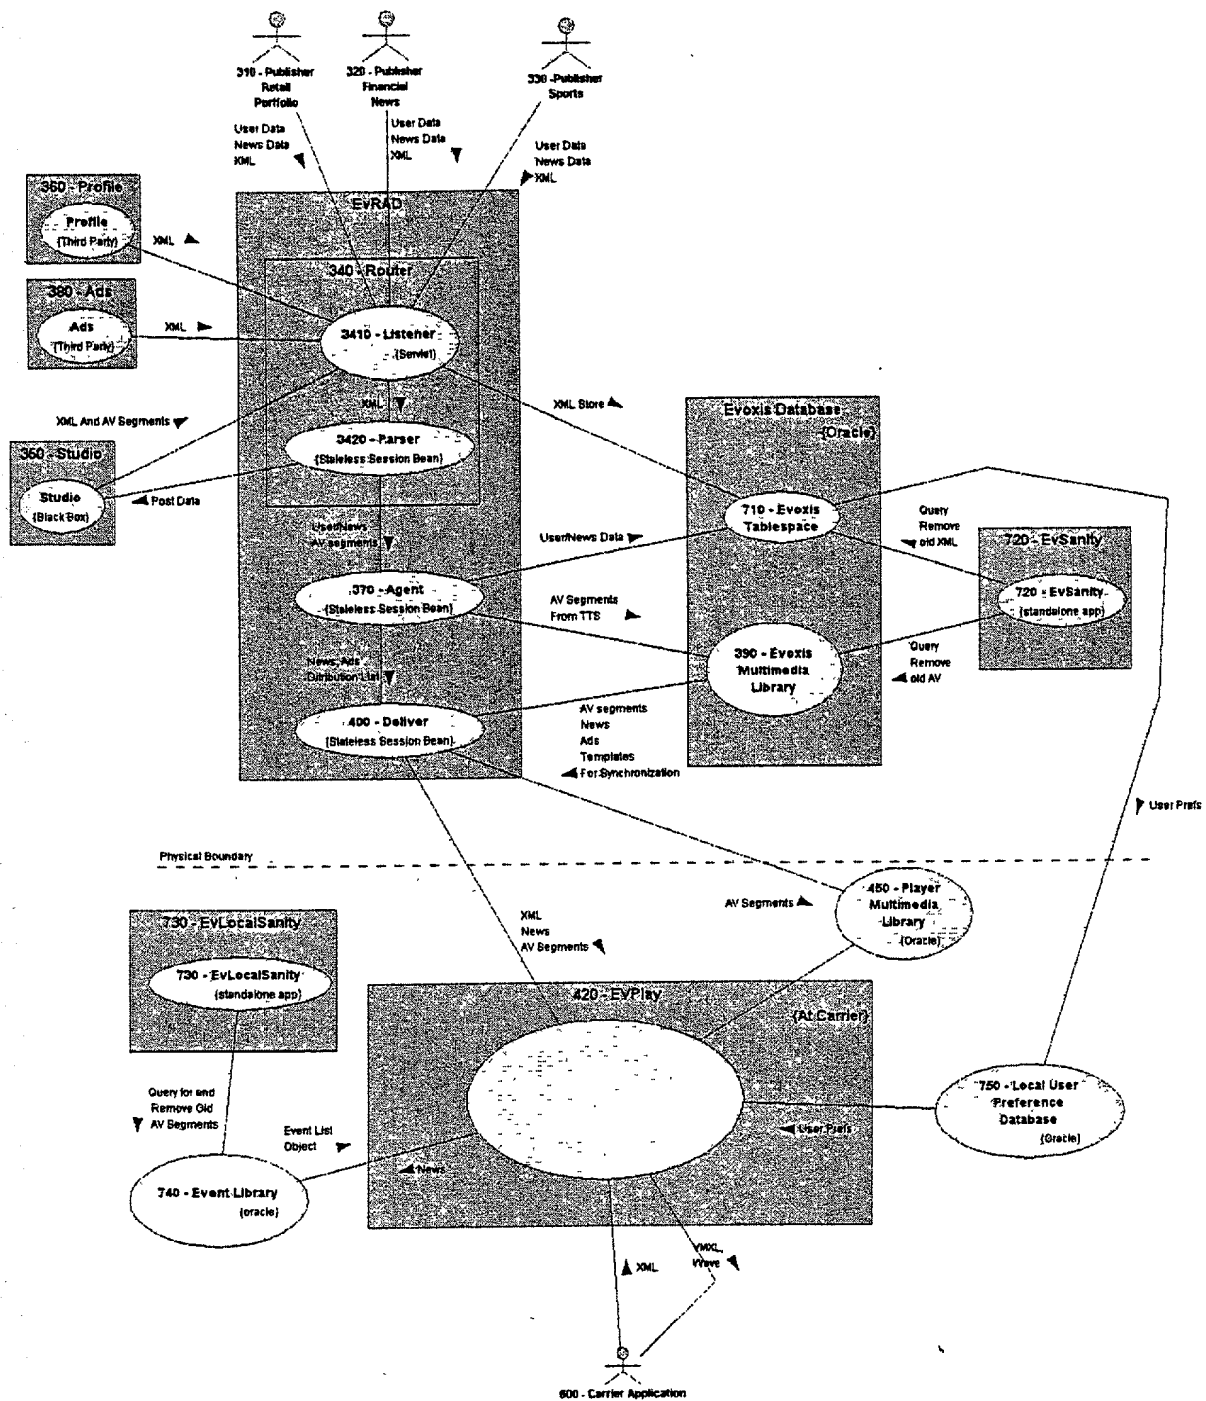 310 - Publisher
Retail
Portfolio
320 - Publisher
Financial
News
330 - Publisher
Sports
User Data
News Data
XML
User Data
News Data
XML
User Data
News Data
XML
360 - Profile
Profile
{Third Party}
XML
EvRAD
340 - Router
380 - Ads
Ads
{Third Party}
XML
3410 - Listener
{Servlet}
XML
XML And AV Segments
3420 - Parser
{Stateless Session Bean}
350 - Studio
Studio
{Black Box}
Post Data
XML Store
Evoxis Database
{Oracle}
710 - Evoxis
Tablespace
User/News
AV segments
User/News Data
Query
Remove
old XML
720 - EvSanity
720 - EvSanity
{standalone app}
370 - Agent
{Stateless Session Bean}
AV Segments
From TTS
390 - Evoxis
Multimedia
Library
Query
Remove
old AV
News, Ads
Ditribution List
400 - Deliver
{Stateless Session Bean}
AV segments
News
Ads
Templates
For Synchronization
User Prefs
Physical Boundary
450 - Player
Multimedia
Library
{Oracle}
AV Segments
XML
News
AV Segments
730 - EvLocalSanity
730 - EvLocalSanity
{standalone app}
420 - EVPlay
{At Carrier}
750 - Local User
Preference
Database
{Oracle}
User Prefs
Query for and
Remove Old
AV Segments
Event List
Object
News
740 - Event Library
{oracle}
XML
VMXL,
Wave
600 - Carrier Application